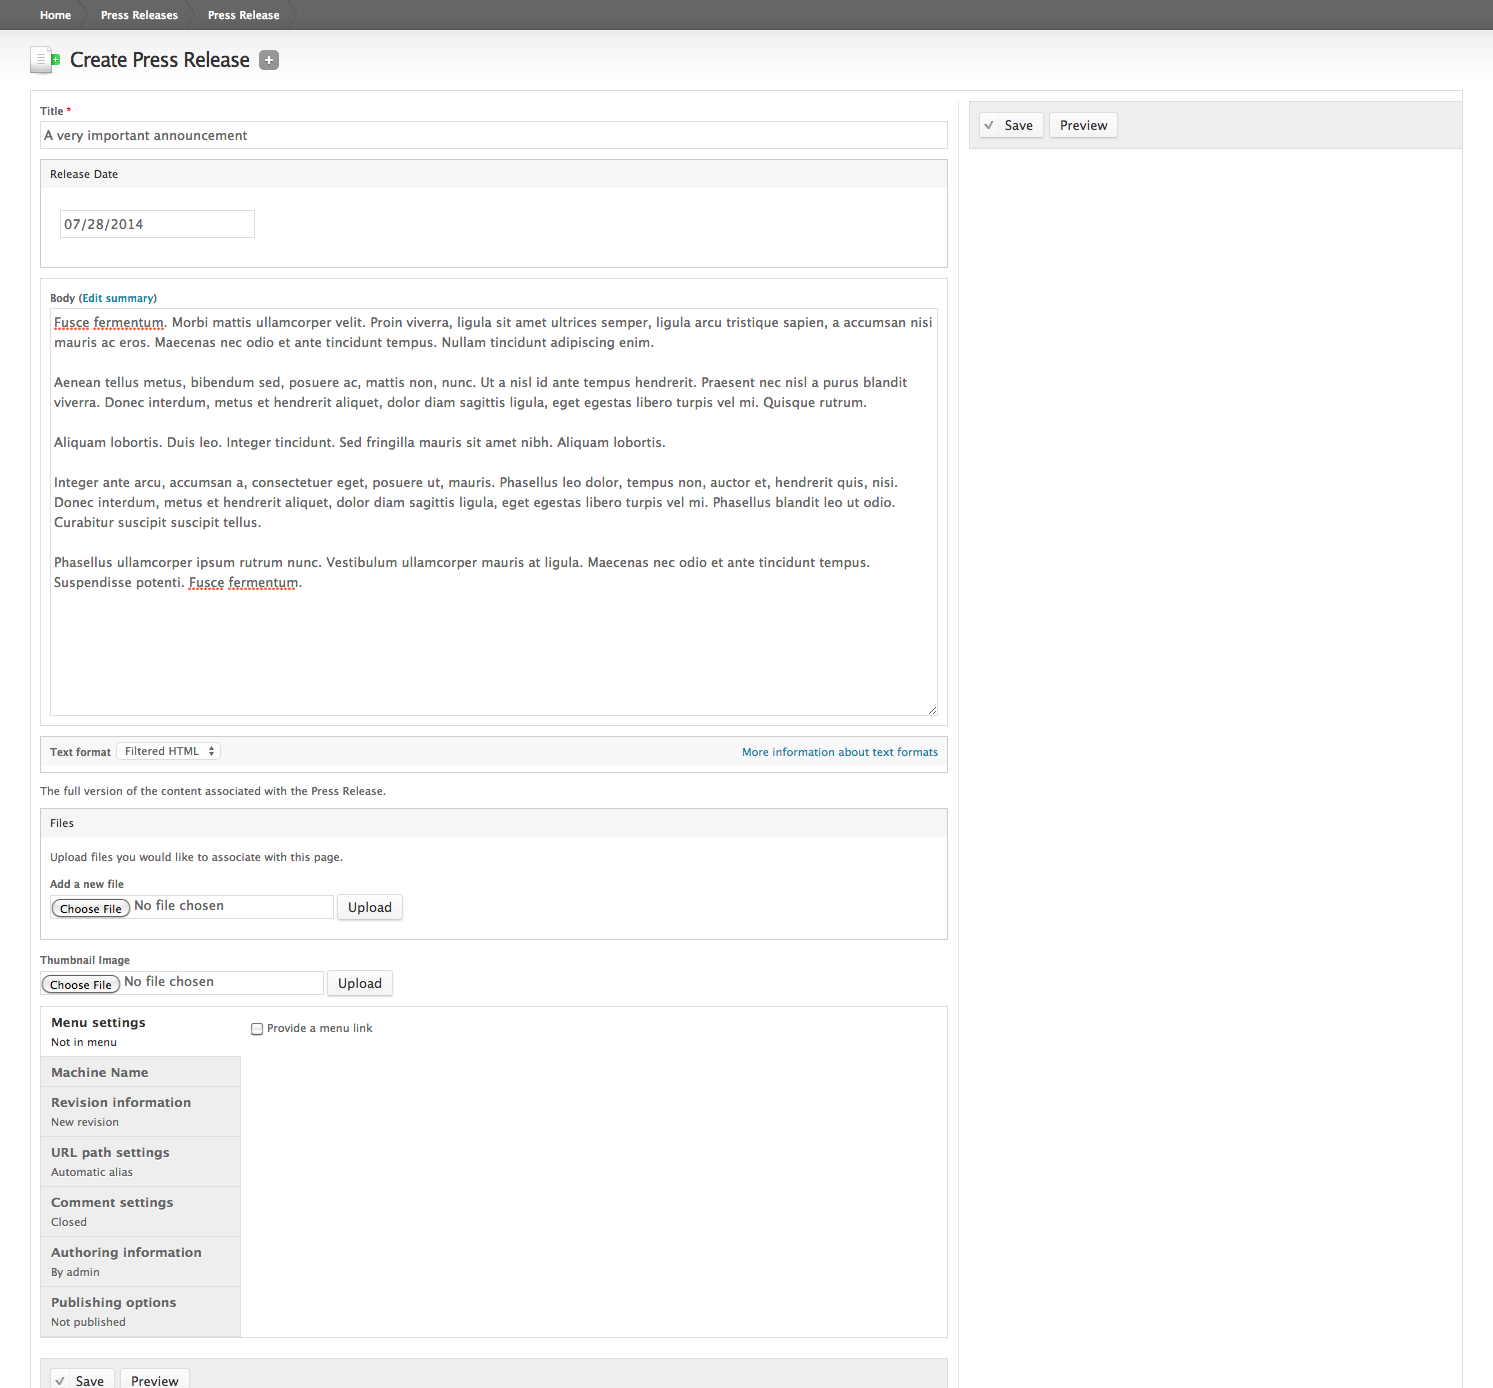 Home Press Releases Press Release
Create Press Release
Title *
A very important announcement
Save Preview
Release Date
07/28/2014
Body (Edit summary)
Fusce fermentum. Morbi mattis ullamcorper velit. Proin viverra, ligula sit amet ultrices semper, ligula arcu tristique sapien, a accumsan nisi
mauris ac eros. Maecenas nec odio et ante tincidunt tempus. Nullam tincidunt adipiscing enim.
Aenean tellus metus, bibendum sed, posuere ac, mattis non, nunc. Ut a nisl id ante tempus hendrerit. Praesent nec nisl a purus blandit
viverra. Donec interdum, metus et hendrerit aliquet, dolor diam sagittis ligula, eget egestas libero turpis vel mi. Quisque rutrum.
Aliquam lobortis. Duis leo. Integer tincidunt. Sed fringilla mauris sit amet nibh. Aliquam lobortis.
Integer ante arcu, accumsan a, consectetuer eget, posuere ut, mauris. Phasellus leo dolor, tempus non, auctor et, hendrerit quis, nisi.
Donec interdum, metus et hendrerit aliquet, dolor diam sagittis ligula, eget egestas libero turpis vel mi. Phasellus blandit leo ut odio.
Curabitur suscipit suscipit tellus.
Phasellus ullamcorper ipsum rutrum nunc. Vestibulum ullamcorper mauris at ligula. Maecenas nec odio et ante tincidunt tempus.
Suspendisse potenti. Fusce fermentum.
Text format Filtered HTML More information about text formats
The full version of the content associated with the Press Release.
Files
Upload files you would like to associate with this page.
Add a new file
Choose File No file chosen Upload
Thumbnail Image
Choose File No file chosen Upload
Menu settings
Not in menu
Provide a menu link
Machine Name
Revision information
New revision
URL path settings
Automatic alias
Comment settings
Closed
Authoring information
By admin
Publishing options
Not published
Save Preview